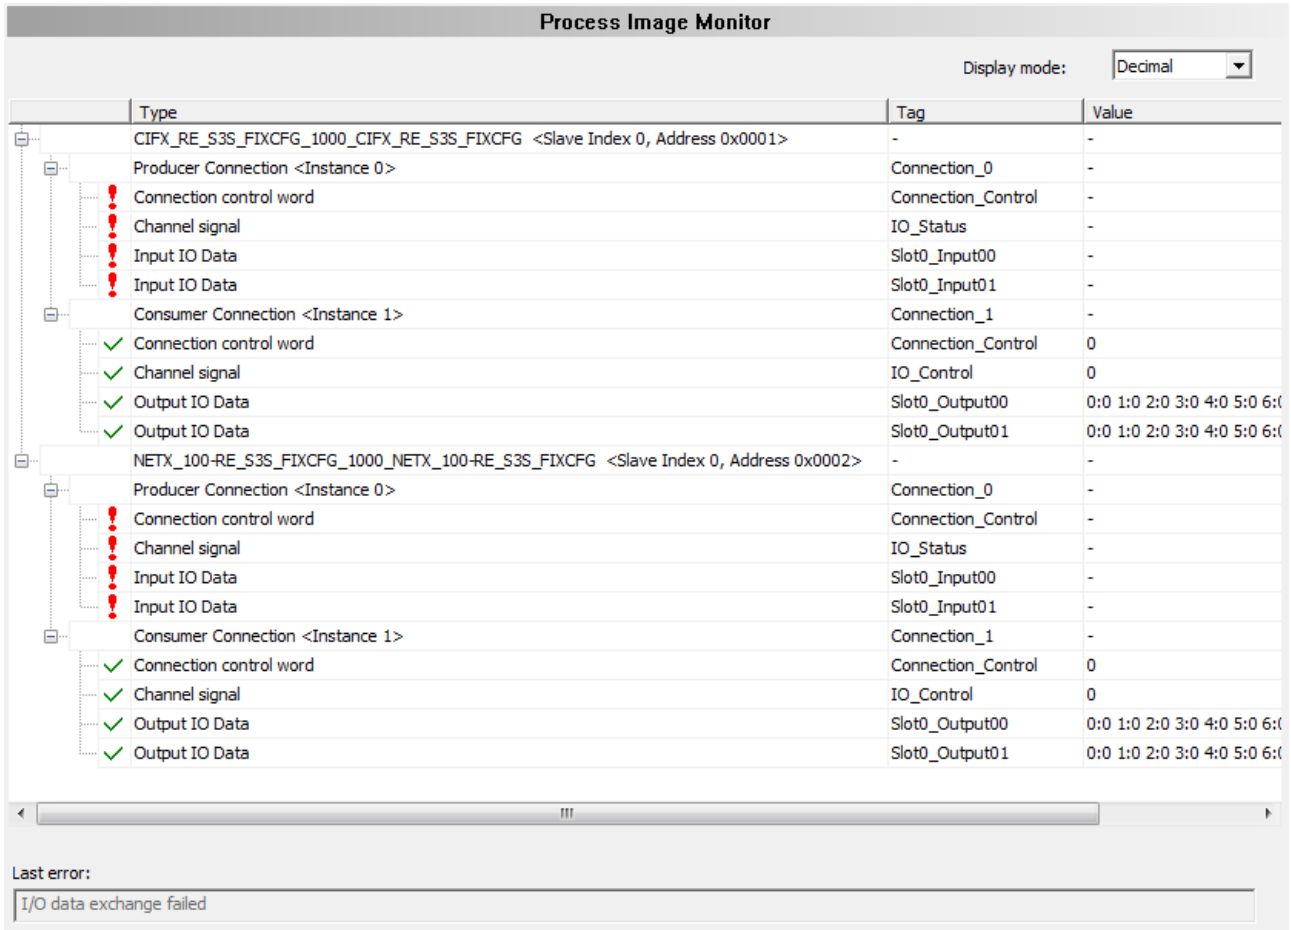 Process Image Monitor
Display mode: Decimal
Type Tag Value
CIFX_RE_S3S_FIXCFG_1000_CIFX_RE_S3S_FIXCFG <Slave Index 0, Address 0x0001> - -
Producer Connection <Instance 0> Connection_0 -
Connection control word Connection_Control -
Channel signal IO_Status -
Input IO Data Slot0_Input00 -
Input IO Data Slot0_Input01 -
Consumer Connection <Instance 1> Connection_1 -
Connection control word Connection_Control 0
Channel signal IO_Control 0
Output IO Data Slot0_Output00 0:0 1:0 2:0 3:0 4:0 5:0 6:0
Output IO Data Slot0_Output01 0:0 1:0 2:0 3:0 4:0 5:0 6:0
NETX_100-RE_S3S_FIXCFG_1000_NETX_100-RE_S3S_FIXCFG <Slave Index 0, Address 0x0002> - -
Producer Connection <Instance 0> Connection_0 -
Connection control word Connection_Control -
Channel signal IO_Status -
Input IO Data Slot0_Input00 -
Input IO Data Slot0_Input01 -
Consumer Connection <Instance 1> Connection_1 -
Connection control word Connection_Control 0
Channel signal IO_Control 0
Output IO Data Slot0_Output00 0:0 1:0 2:0 3:0 4:0 5:0 6:0
Output IO Data Slot0_Output01 0:0 1:0 2:0 3:0 4:0 5:0 6:0
Last error:
I/O data exchange failed